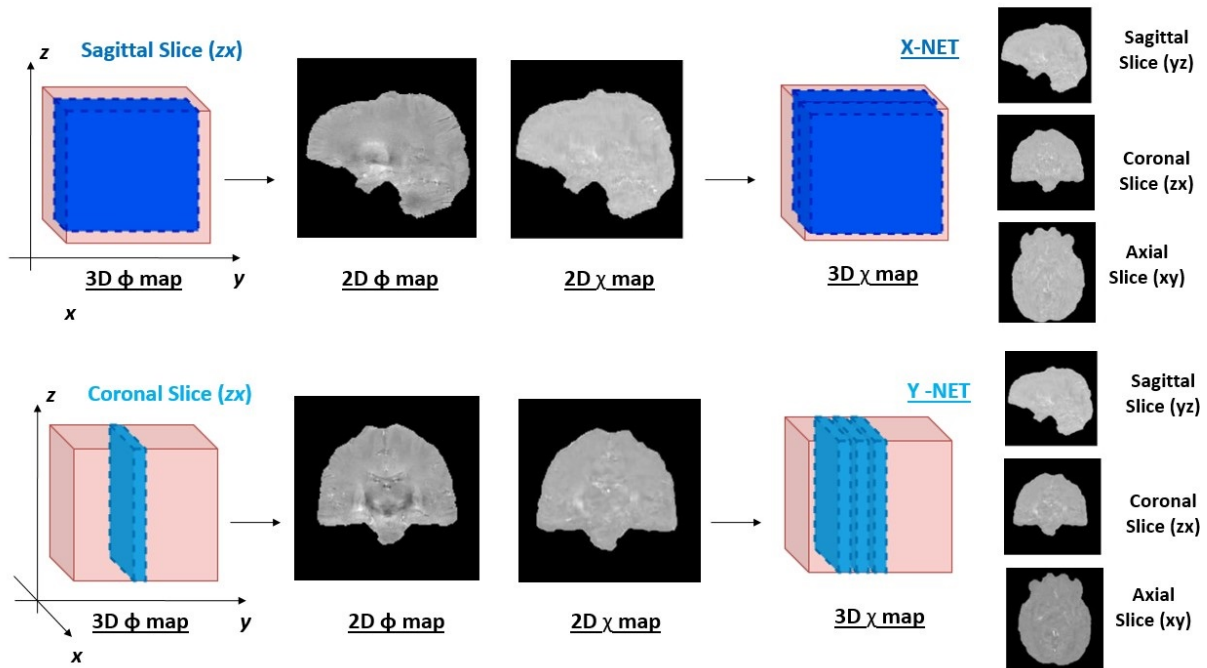 z
Sagittal Slice (zx)
3D ϕ map
y
x
2D ϕ map
2D χ map
X-NET
3D χ map
Sagittal
Slice (yz)
Coronal
Slice (zx)
Axial
Slice (xy)
z
Coronal Slice (zx)
3D ϕ map
y
x
2D ϕ map
2D χ map
Y -NET
3D χ map
Sagittal
Slice (yz)
Coronal
Slice (zx)
Axial
Slice (xy)